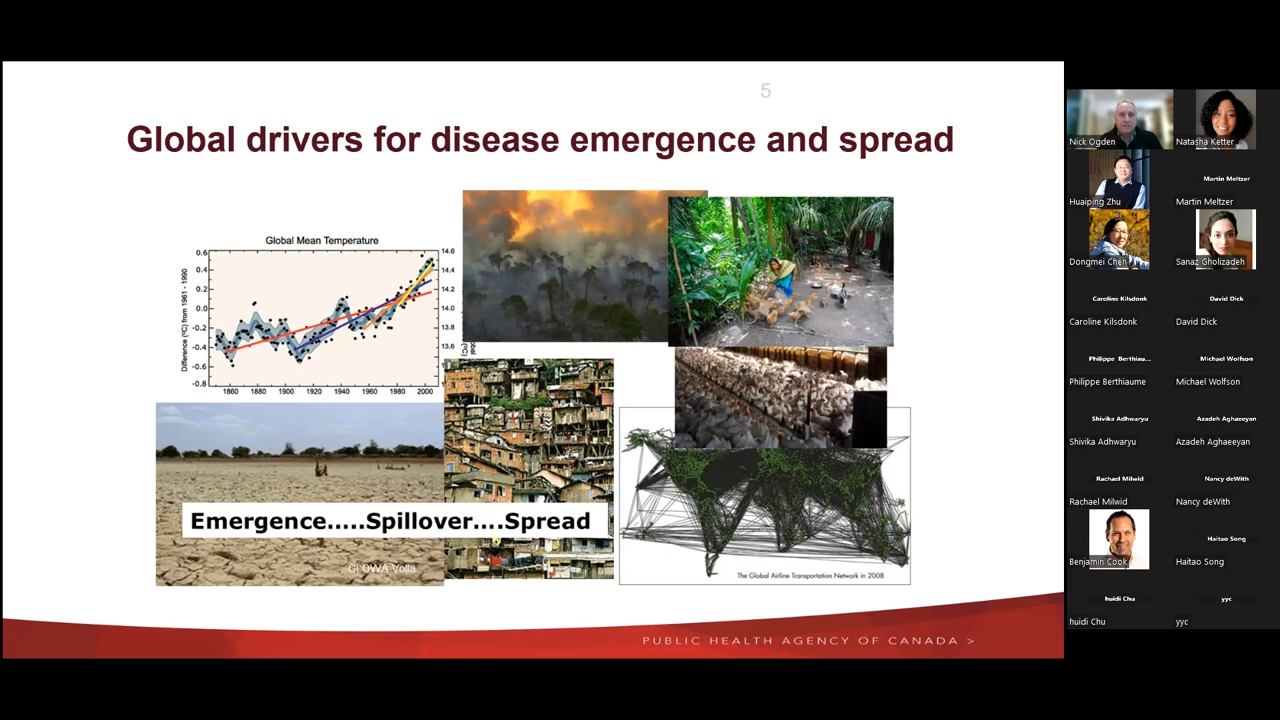 5
Global drivers for disease emergence and spread
Global Mean Temperature
Difference (°C) from 1961 - 1990
0.6
0.4
0.2
0.0
-0.2
-0.4
-0.6
-0.8
14.6
14.4
14.2
14.0
13.8
13.6
1860 1880 1900 1920 1940 1960 1980 2000
Emergence.....Spillover....Spread
GLOWA Volta
The Global Airline Transportation Network in 2008
PUBLIC HEALTH AGENCY OF CANADA >
Nick Ogden
Natasha Ketter
Huaiping Zhu
Martin Meltzer
Martin Meltzer
Dongmei Chen
Sanaz Gholizadeh
Caroline Kilsdonk
David Dick
Caroline Kilsdonk
David Dick
Philippe Berthiau...
Michael Wolfson
Philippe Berthiaume
Michael Wolfson
Shivika Adhwaryu
Azadeh Aghaeeyan
Shivika Adhwaryu
Azadeh Aghaeeyan
Rachael Milwid
Nancy deWith
Rachael Milwid
Nancy deWith
Benjamin Cook
Haitao Song
Haitao Song
huidi Chu
yyc
huidi Chu
yyc